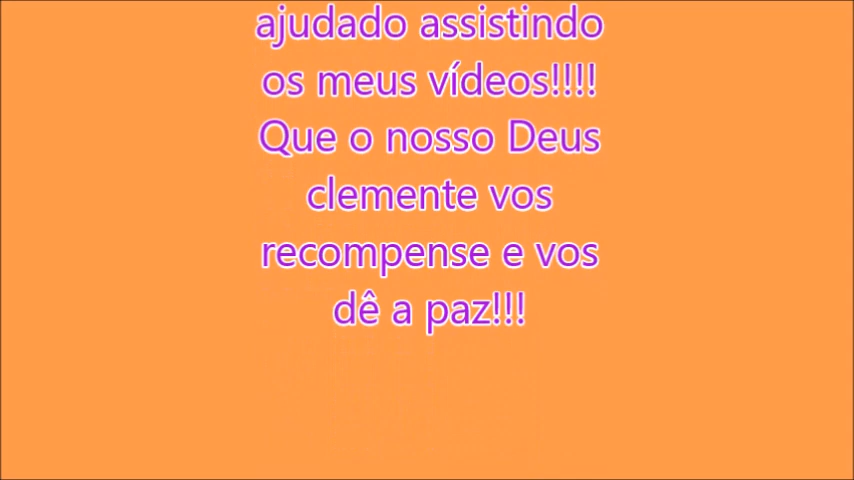 ajudado assistindo
os meus vídeos!!!!
Que o nosso Deus
clemente vos
recompense e vos
dê a paz!!!